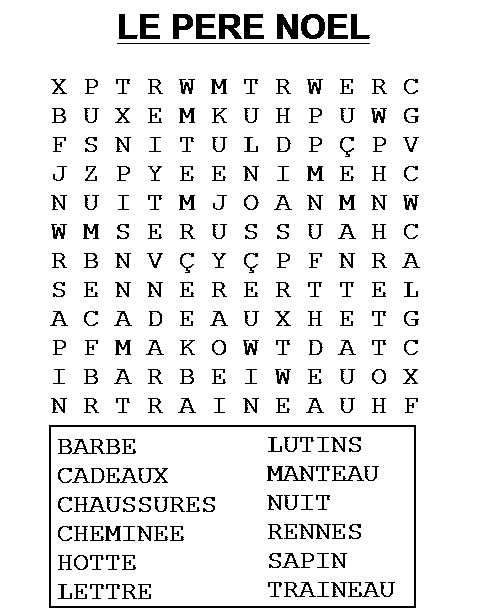 LE PERE NOEL
X P T R W M T R W E R C
B U X E M K U H P U W G
F S N I T U L D P Ç P V
J Z P Y E E N I M E H C
N U I T M J O A N M N W
W M S E R U S S U A H C
R B N V Ç Y Ç P F N R A
S E N N E R E R T T E L
A C A D E A U X H E T G
P F M A K O W T D A T C
I B A R B E I W E U O X
N R T R A I N E A U H F
BARBE LUTINS
CADEAUX MANTEAU
CHAUSSURES NUIT
CHEMINEE RENNES
HOTTE SAPIN
LETTRE TRAINEAU